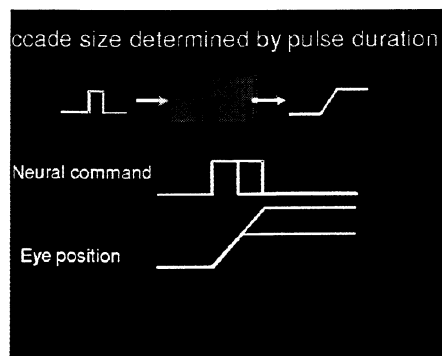 ccade size determined by pulse duration
Neural command
Eye position